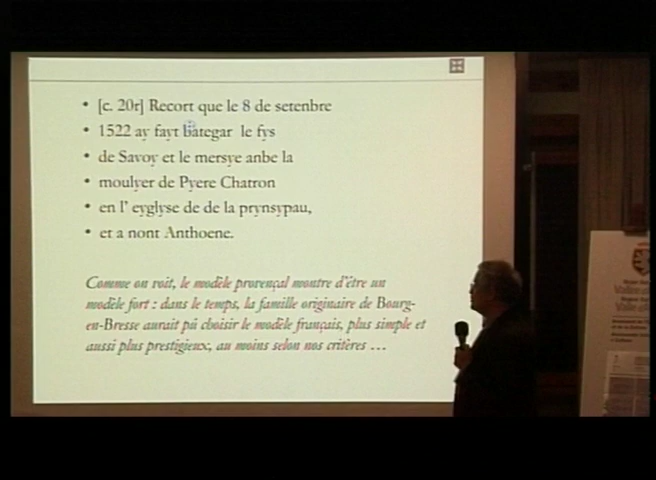 [c. 20r] Recort que le 8 de setenbre
1522 ay fayt bategar le fys
de Savoy et le mersye anbe la
moulyer de Pyere Chatron
en l' eyglyse de de la prynsypau,
et a nont Anthoene.
Comme on voit, le modèle provençal montre d'être un
modèle fort : dans le temps, la famille originaire de Bourg-
en-Bresse aurait pû choisir le modèle français, plus simple et
aussi plus prestigieux, au moins selon nos critères ...